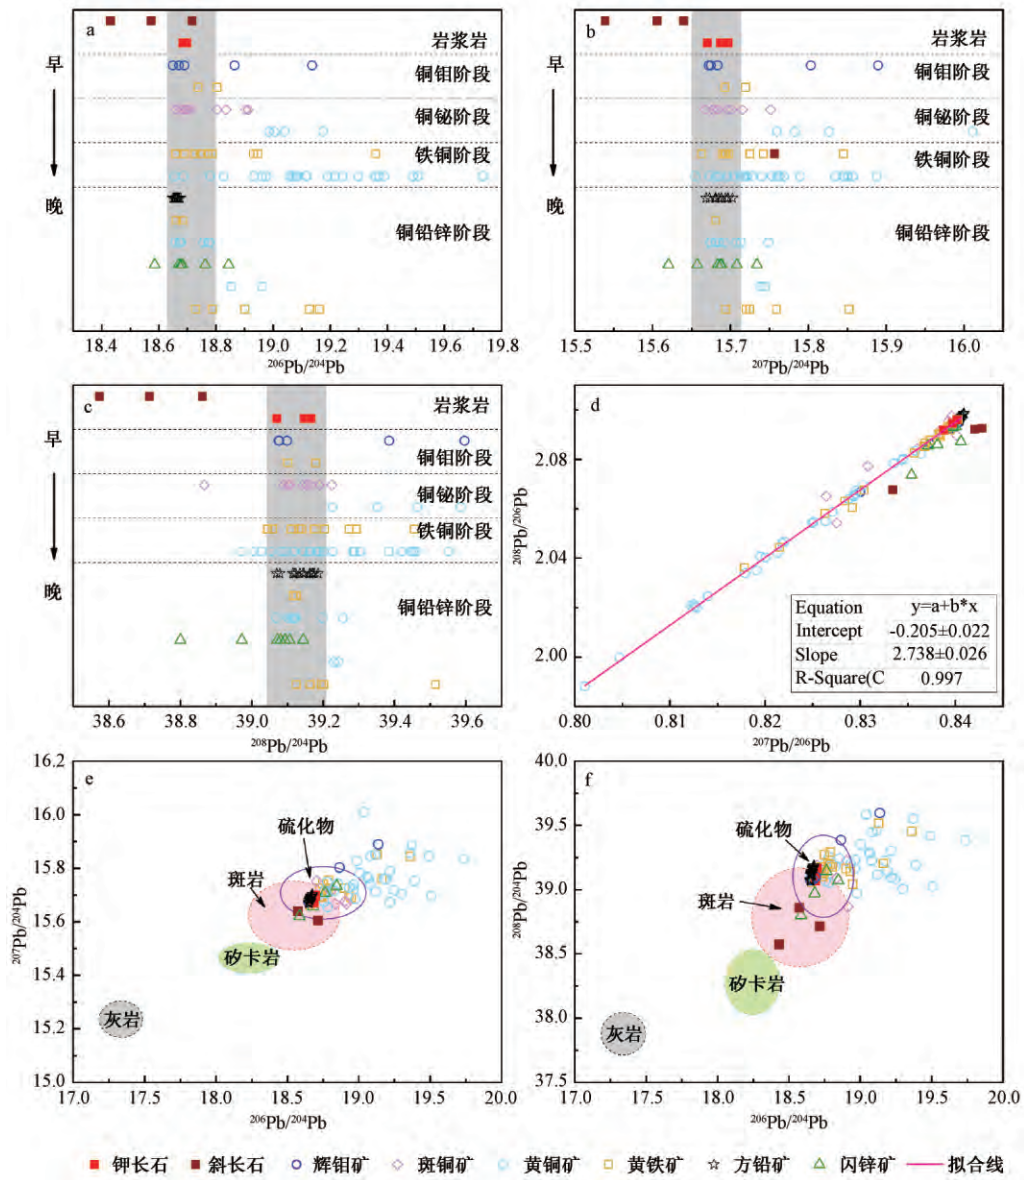 a
早
晚
岩浆岩
铜钼阶段
铜铋阶段
铁铜阶段
铜铅锌阶段
18.4 18.6 18.8 19.0 19.2 19.4 19.6 19.8
²⁰⁶Pb/²⁰⁴Pb
b
早
晚
岩浆岩
铜钼阶段
铜铋阶段
铁铜阶段
铜铅锌阶段
15.5 15.6 15.7 15.8 15.9 16.0
²⁰⁷Pb/²⁰⁴Pb
c
早
晚
岩浆岩
铜钼阶段
铜铋阶段
铁铜阶段
铜铅锌阶段
38.6 38.8 39.0 39.2 39.4 39.6
²⁰⁸Pb/²⁰⁴Pb
d
²⁰⁸Pb/²⁰⁶Pb
2.08
2.04
2.00
Equation y=a+b*x
Intercept -0.205±0.022
Slope 2.738±0.026
R-Square(C 0.997
0.80 0.81 0.82 0.83 0.84
²⁰⁷Pb/²⁰⁶Pb
e
²⁰⁷Pb/²⁰⁴Pb
16.2
16.0
15.8
15.6
15.4
15.2
15.0
硫化物
斑岩
矽卡岩
灰岩
17.0 17.5 18.0 18.5 19.0 19.5 20.0
²⁰⁶Pb/²⁰⁴Pb
f
²⁰⁸Pb/²⁰⁴Pb
40.0
39.5
39.0
38.5
38.0
37.5
硫化物
斑岩
矽卡岩
灰岩
17.0 17.5 18.0 18.5 19.0 19.5 20.0
²⁰⁶Pb/²⁰⁴Pb
钾长石 斜长石 辉钼矿 斑铜矿 黄铜矿 黄铁矿 方铅矿 闪锌矿 拟合线